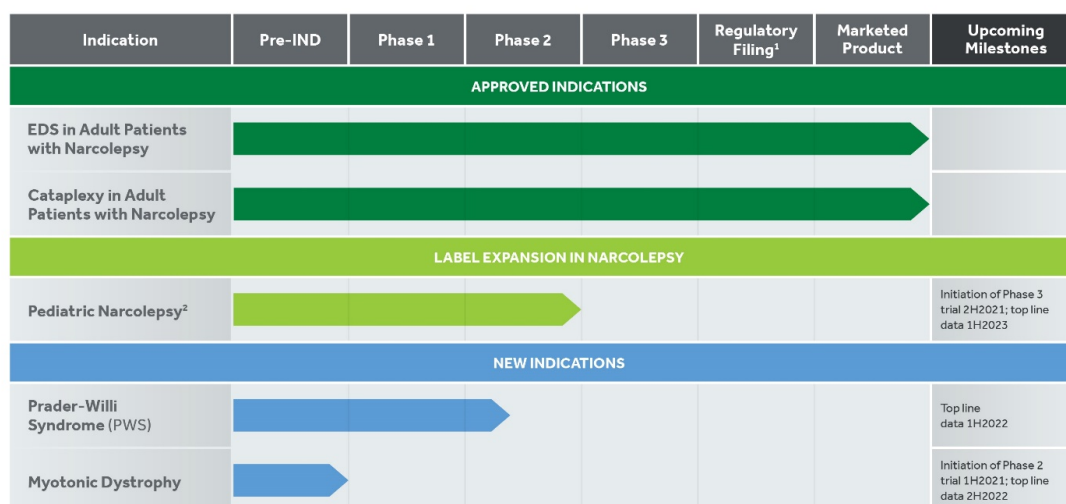 Indication
Pre-IND
Phase 1
Phase 2
Phase 3
Regulatory
Filing¹
Marketed
Product
Upcoming
Milestones
APPROVED INDICATIONS
EDS in Adult Patients
with Narcolepsy
Cataplexy in Adult
Patients with Narcolepsy
LABEL EXPANSION IN NARCOLEPSY
Pediatric Narcolepsy²
Initiation of Phase 3
trial 2H2021; top line
data 1H2023
NEW INDICATIONS
Prader-Willi
Syndrome (PWS)
Top line
data 1H2022
Myotonic Dystrophy
Initiation of Phase 2
trial 1H2021; top line
data 2H2022